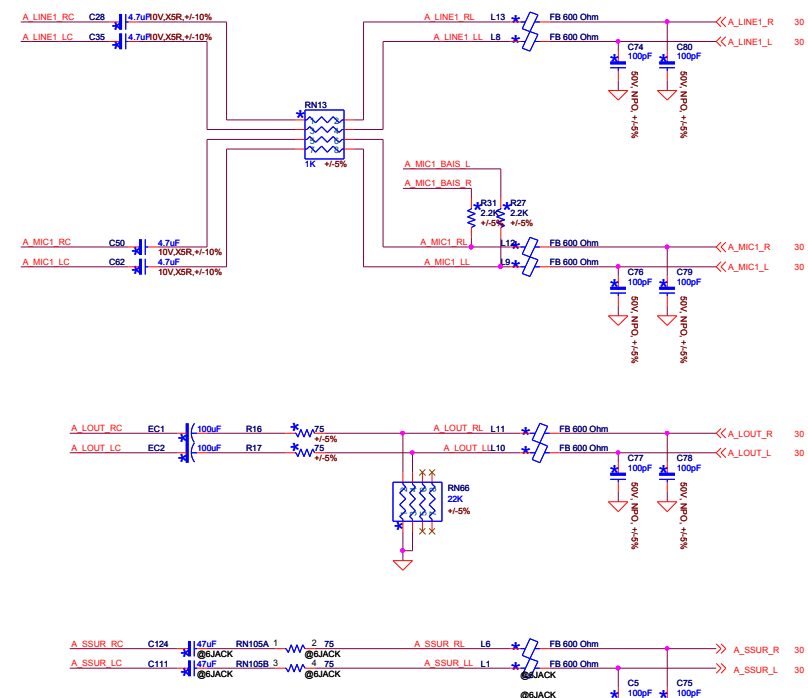 A_LINE1_RC C28 4.7uF 10V,X5R,+/-10% A_LINE1_RL L13 FB 600 Ohm A_LINE1_R 30
A_LINE1_LC C35 4.7uF 10V,X5R,+/-10% A_LINE1_LL L8 FB 600 Ohm A_LINE1_L 30
C74 C80
100pF 100pF
50V, NPO, +/-5% 50V, NPO, +/-5%
RN13
1K +/-5%
A_MIC1_BAIS_L
A_MIC1_BAIS_R
R31 R27
2.2K 2.2K
+/-5% +/-5%
A_MIC1_RC C50 4.7uF A_MIC1_RL L12 FB 600 Ohm A_MIC1_R 30
10V,X5R,+/-10%
A_MIC1_LC C62 4.7uF A_MIC1_LL L9 FB 600 Ohm A_MIC1_L 30
10V,X5R,+/-10%
C76 C79
100pF 100pF
50V, NPO, +/-5% 50V, NPO, +/-5%
A_LOUT_RC EC1 100uF R16 75 A_LOUT_RL L11 FB 600 Ohm A_LOUT_R 30
+/-5%
A_LOUT_LC EC2 100uF R17 75 A_LOUT_LL L10 FB 600 Ohm A_LOUT_L 30
+/-5%
C77 C78
100pF 100pF
50V, NPO, +/-5% 50V, NPO, +/-5%
RN66
22K
+/-5%
A_SSUR_RC C124 47uF RN105A 1 2 75 A_SSUR_RL L6 FB 600 Ohm A_SSUR_R 30
@6JACK @6JACK
A_SSUR_LC C111 47uF RN105B 3 4 75 A_SSUR_LL L1 FB 600 Ohm A_SSUR_L 30
@6JACK @6JACK @6JACK
C5 C75
@6JACK 100pF 100pF